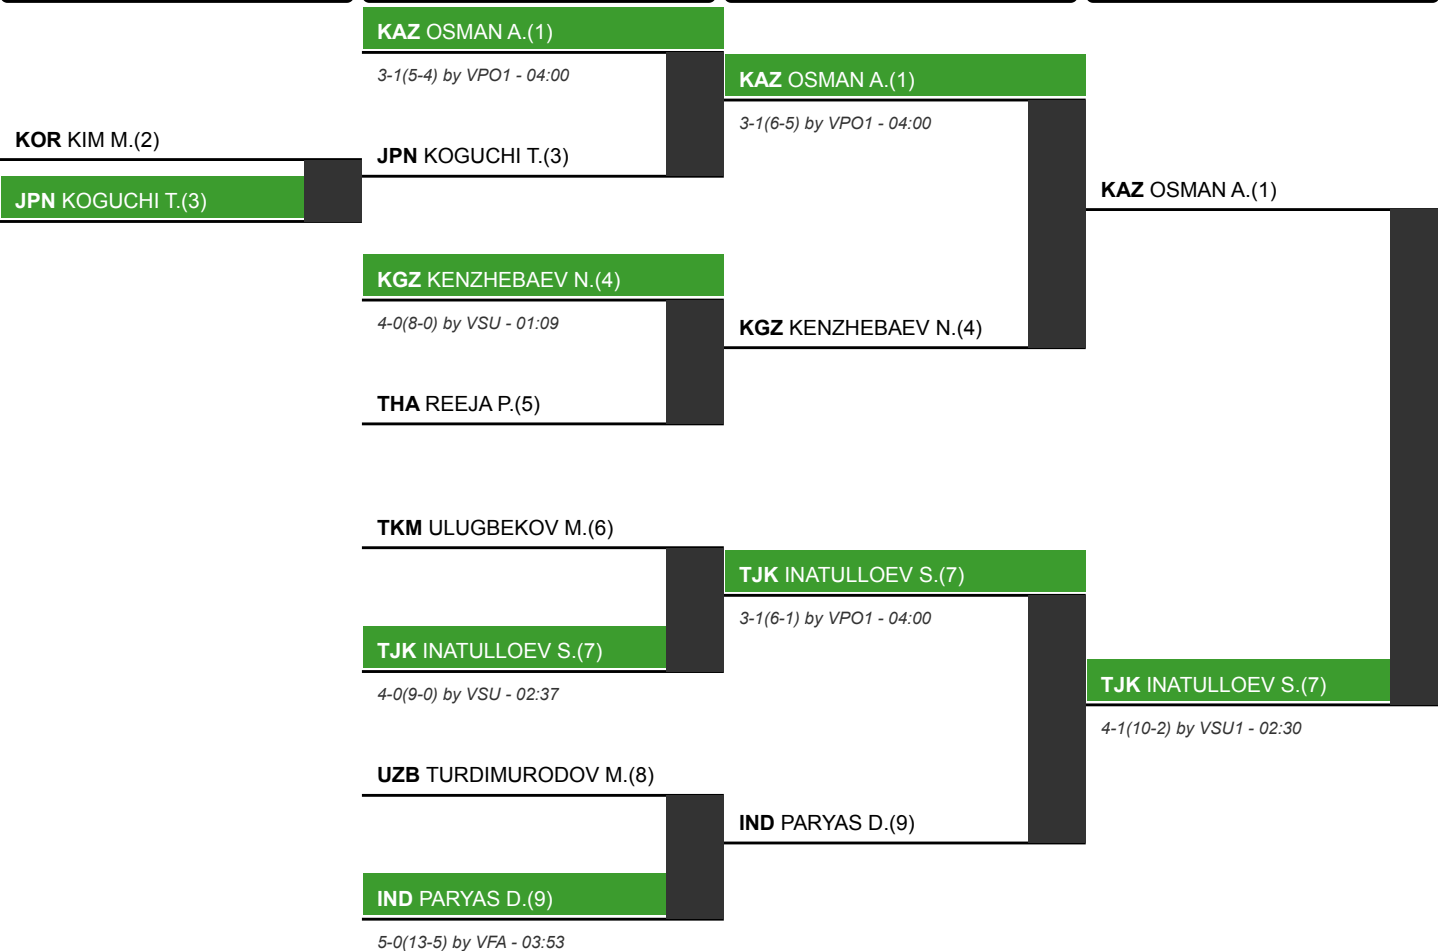 KOR KIM M.(2)
JPN KOGUCHI T.(3)
KAZ OSMAN A.(1)
3-1(5-4) by VPO1 - 04:00
JPN KOGUCHI T.(3)
KGZ KENZHEBAEV N.(4)
4-0(8-0) by VSU - 01:09
THA REEJA P.(5)
TKM ULUGBEKOV M.(6)
TJK INATULLOEV S.(7)
4-0(9-0) by VSU - 02:37
UZB TURDIMURODOV M.(8)
IND PARYAS D.(9)
5-0(13-5) by VFA - 03:53
KAZ OSMAN A.(1)
3-1(6-5) by VPO1 - 04:00
KGZ KENZHEBAEV N.(4)
TJK INATULLOEV S.(7)
3-1(6-1) by VPO1 - 04:00
IND PARYAS D.(9)
KAZ OSMAN A.(1)
TJK INATULLOEV S.(7)
4-1(10-2) by VSU1 - 02:30